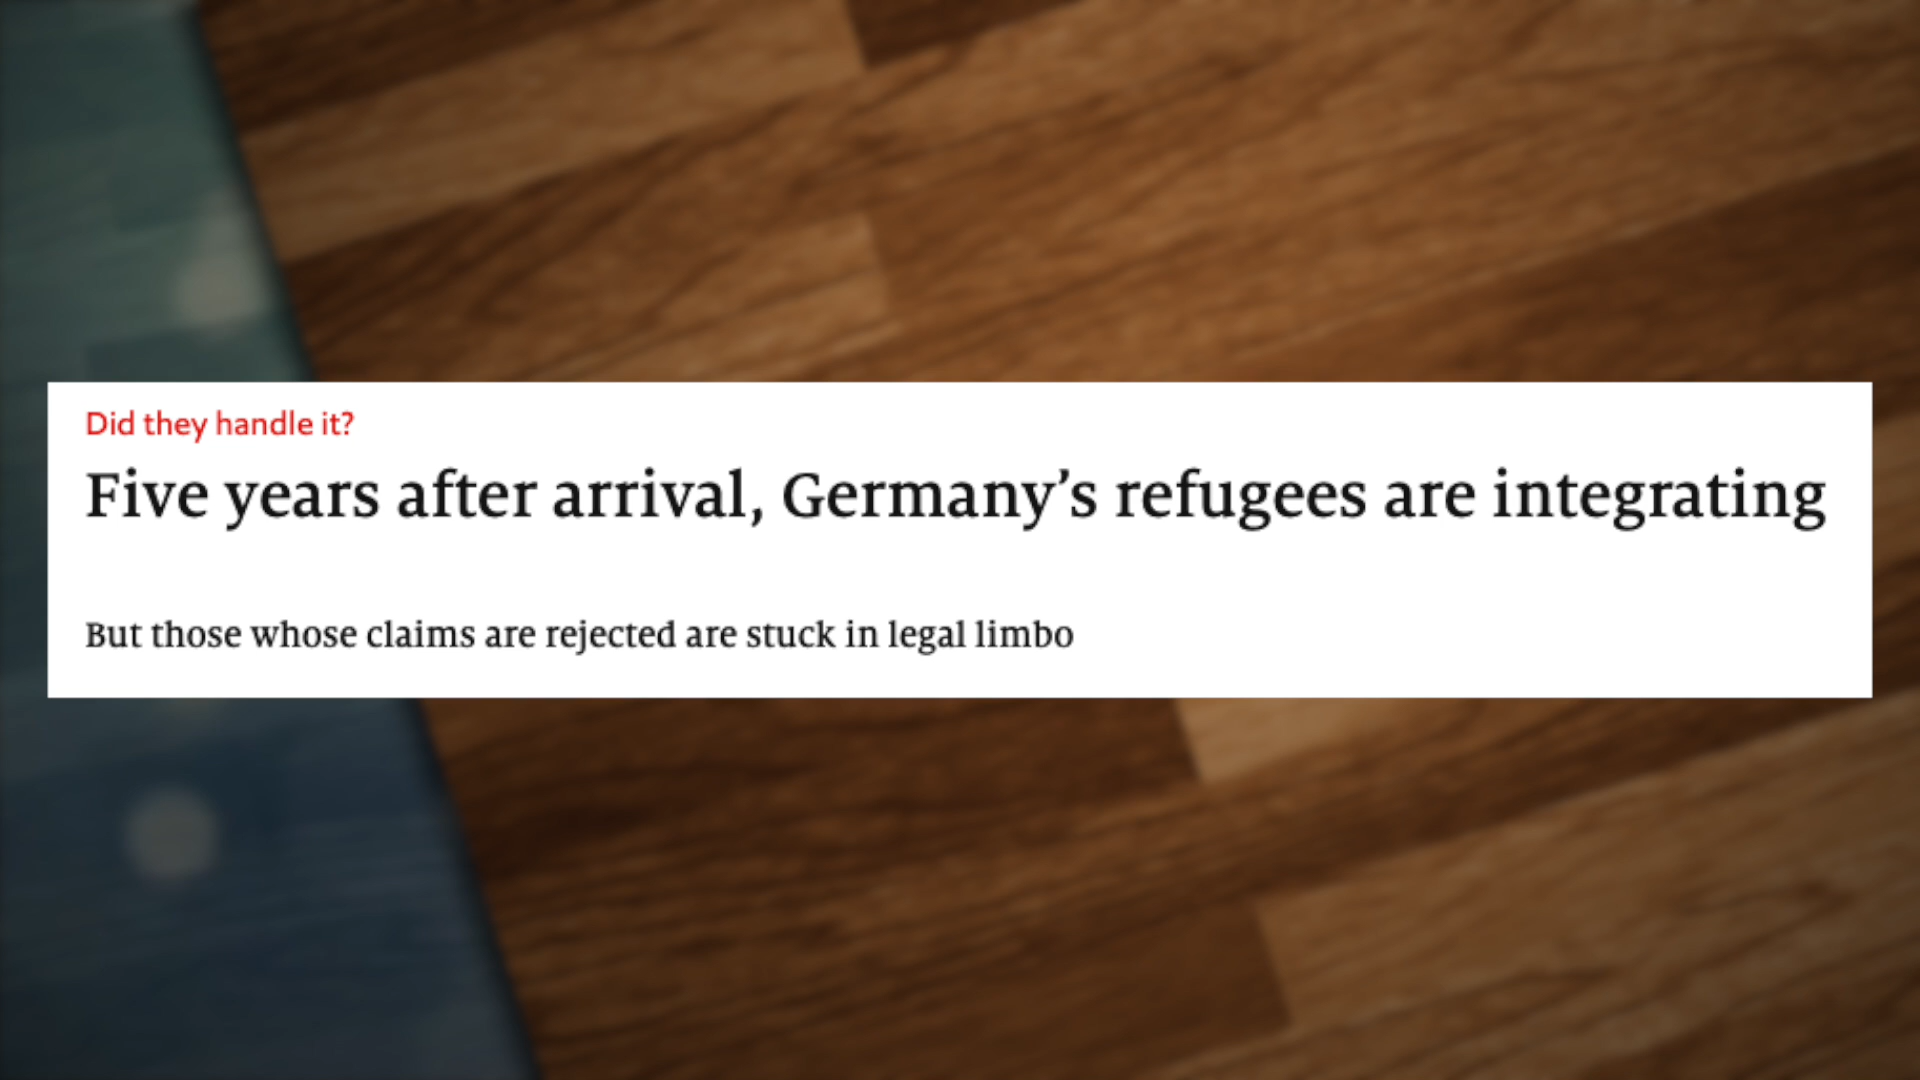 Did they handle it?
Five years after arrival, Germany’s refugees are integrating
But those whose claims are rejected are stuck in legal limbo